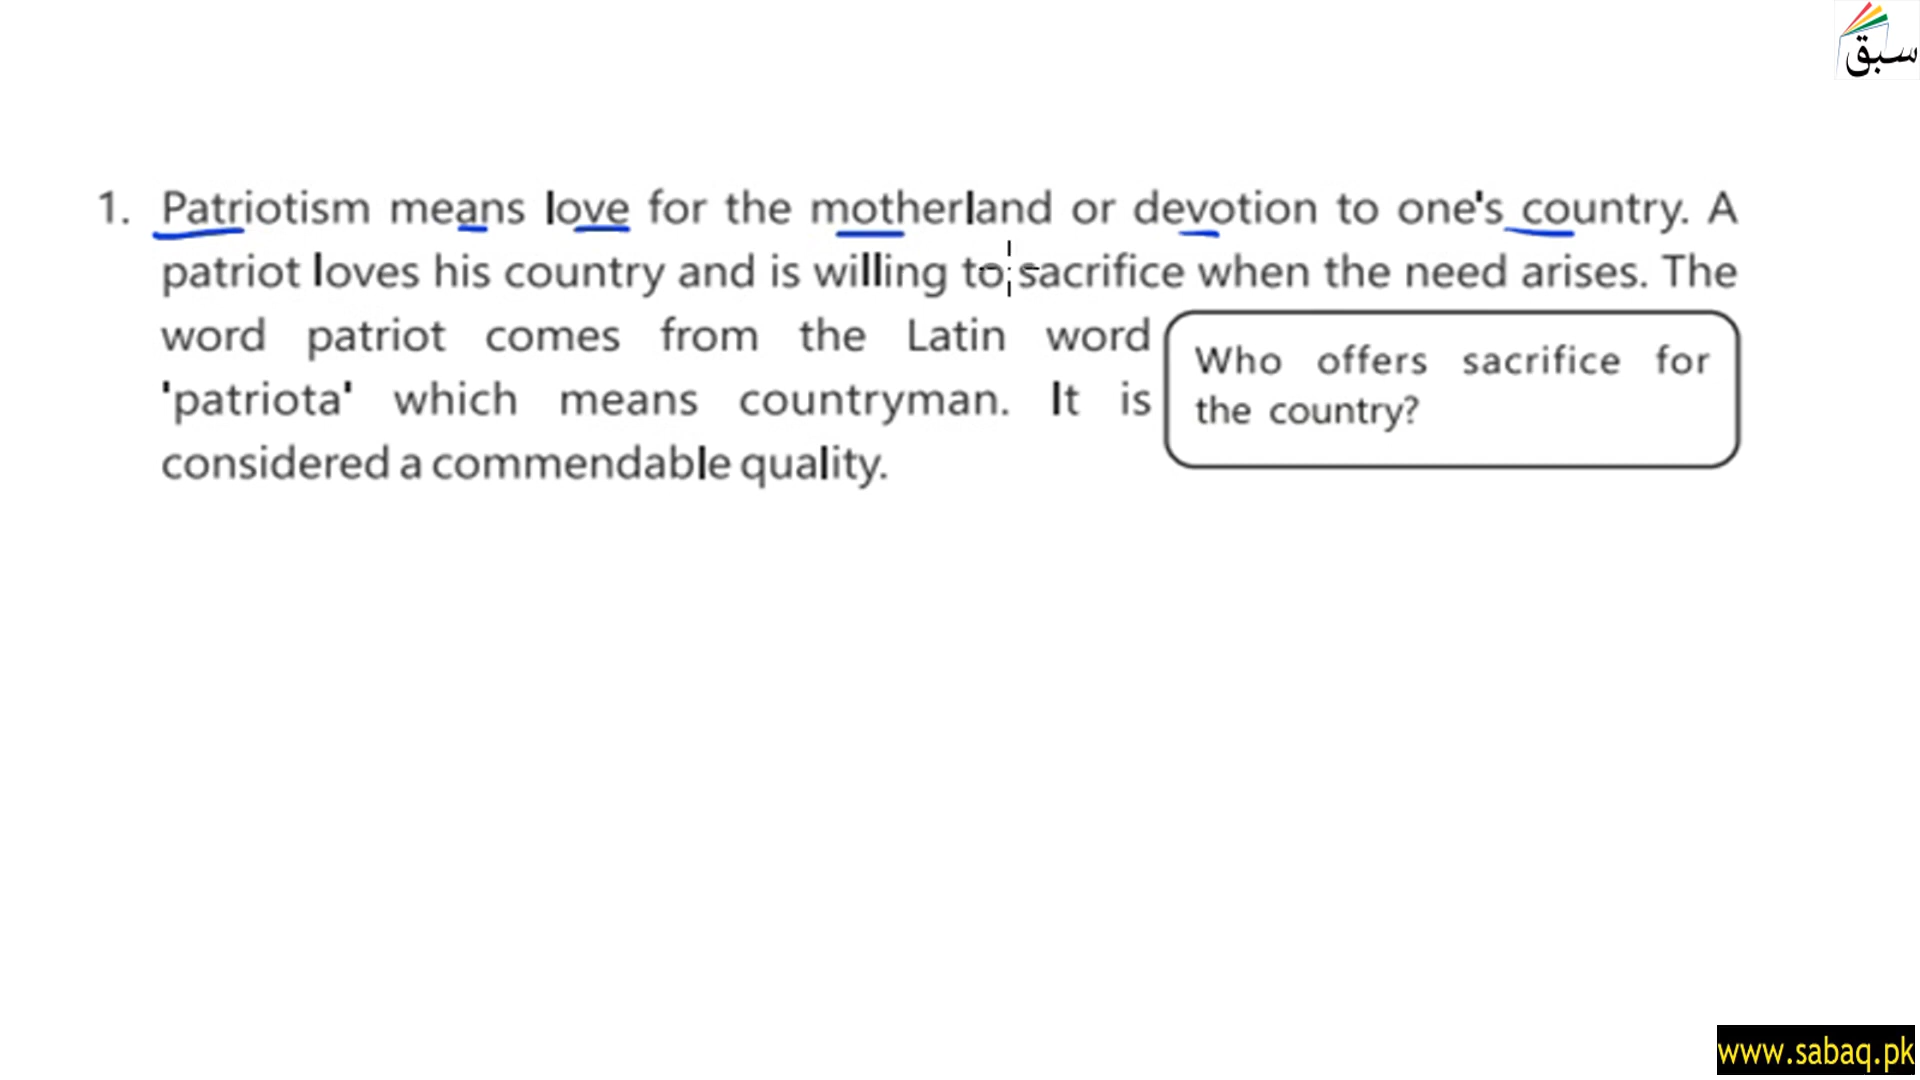 سبق
1. Patriotism means love for the motherland or devotion to one's country. A
patriot loves his country and is willing to sacrifice when the need arises. The
word patriot comes from the Latin word
'patriota' which means countryman. It is
considered a commendable quality.
Who offers sacrifice for
the country?
www.sabaq.pk